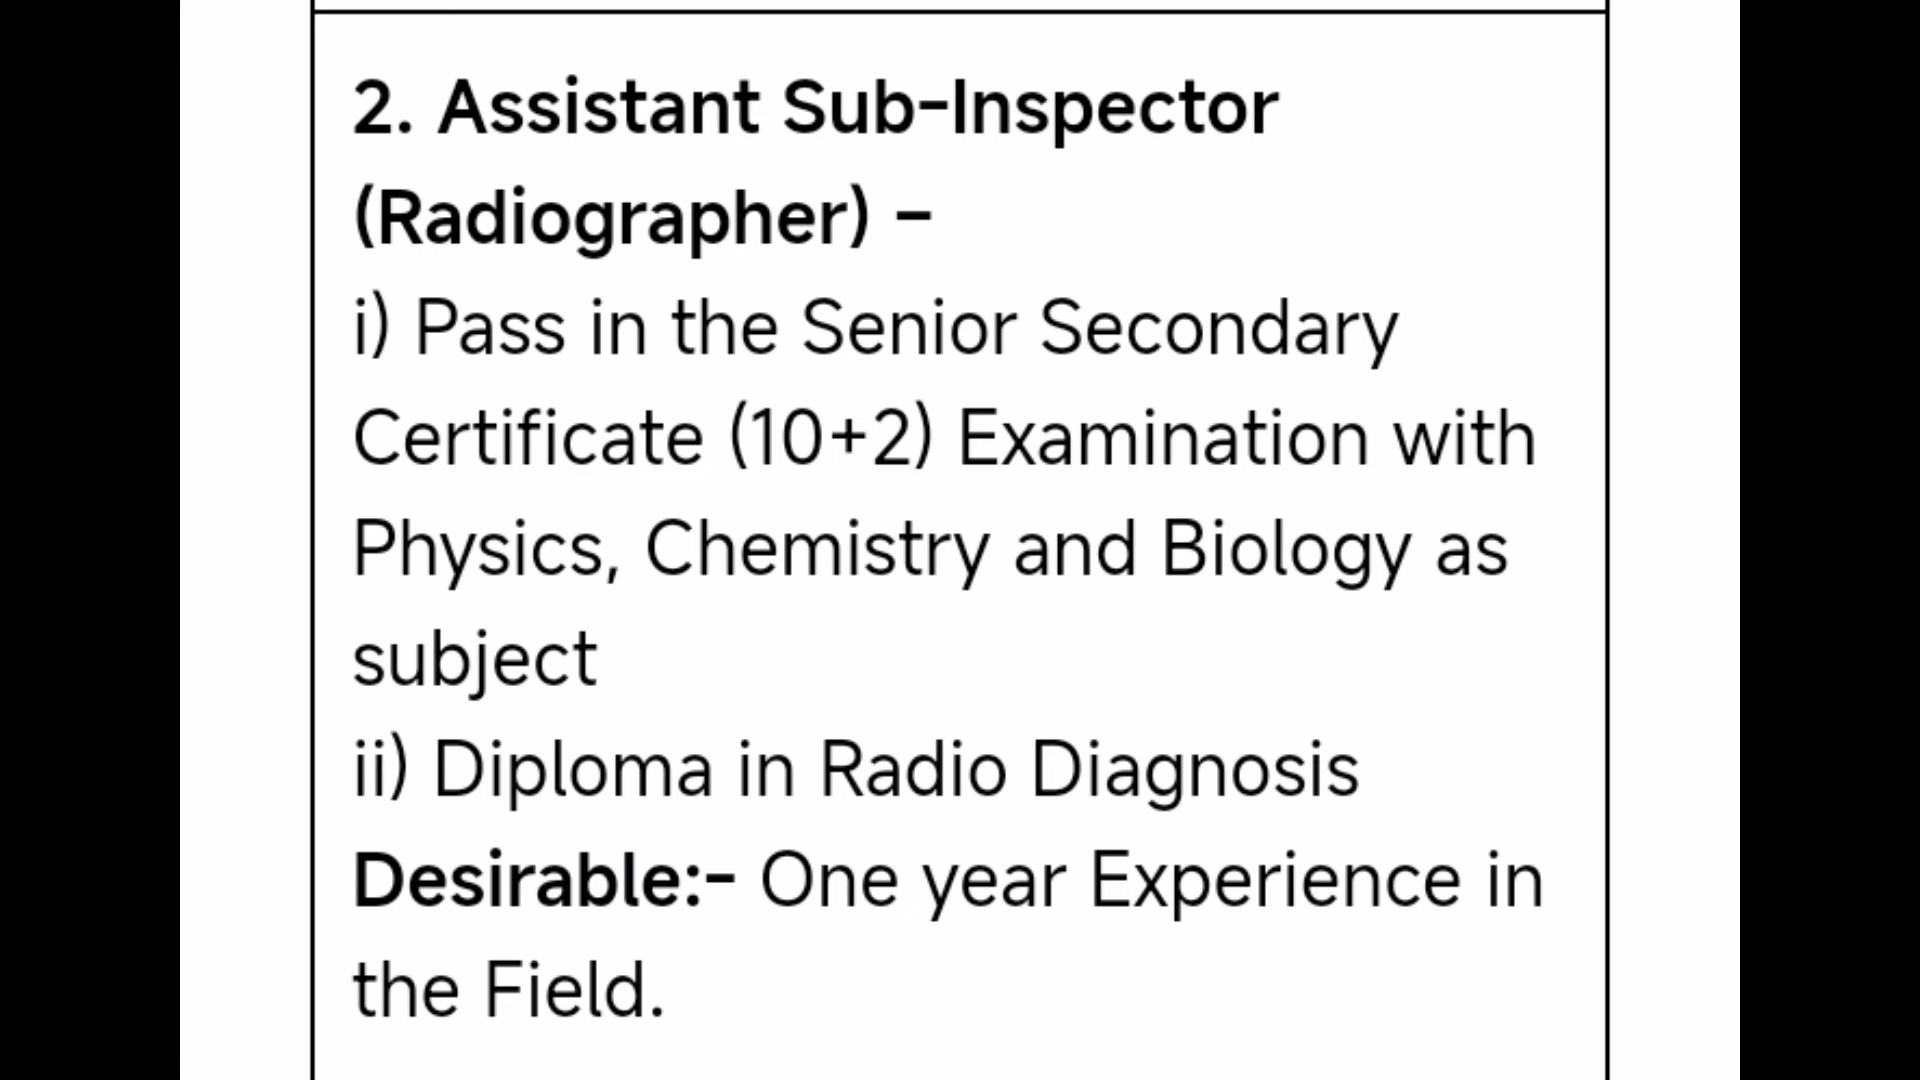 2. Assistant Sub-Inspector
(Radiographer) –
i) Pass in the Senior Secondary
Certificate (10+2) Examination with
Physics, Chemistry and Biology as
subject
ii) Diploma in Radio Diagnosis
Desirable:- One year Experience in
the Field.